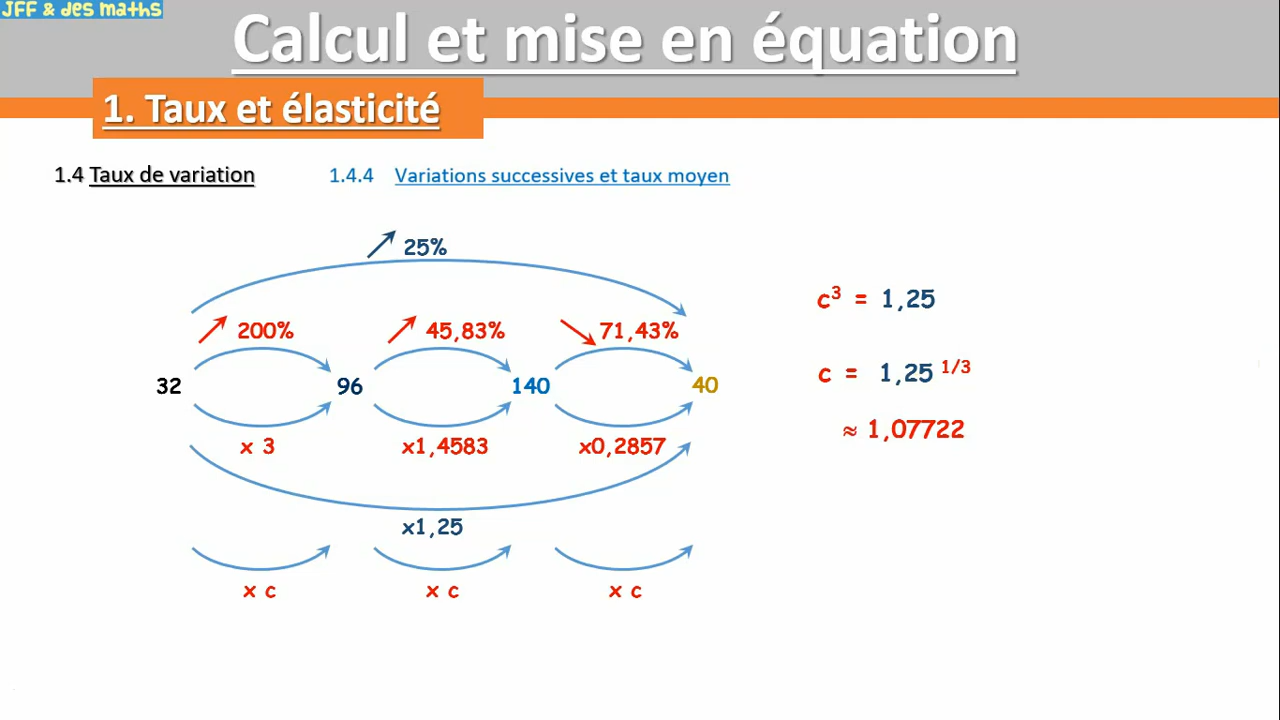 JFF & des maths
Calcul et mise en équation
1. Taux et élasticité
1.4 Taux de variation 1.4.4 Variations successives et taux moyen
25%
200% 45,83% 71,43%
32 96 140 40
x 3 x1,4583 x0,2857
x1,25
x c x c x c
c³ = 1,25
c = 1,25 ^1/3
≈ 1,07722